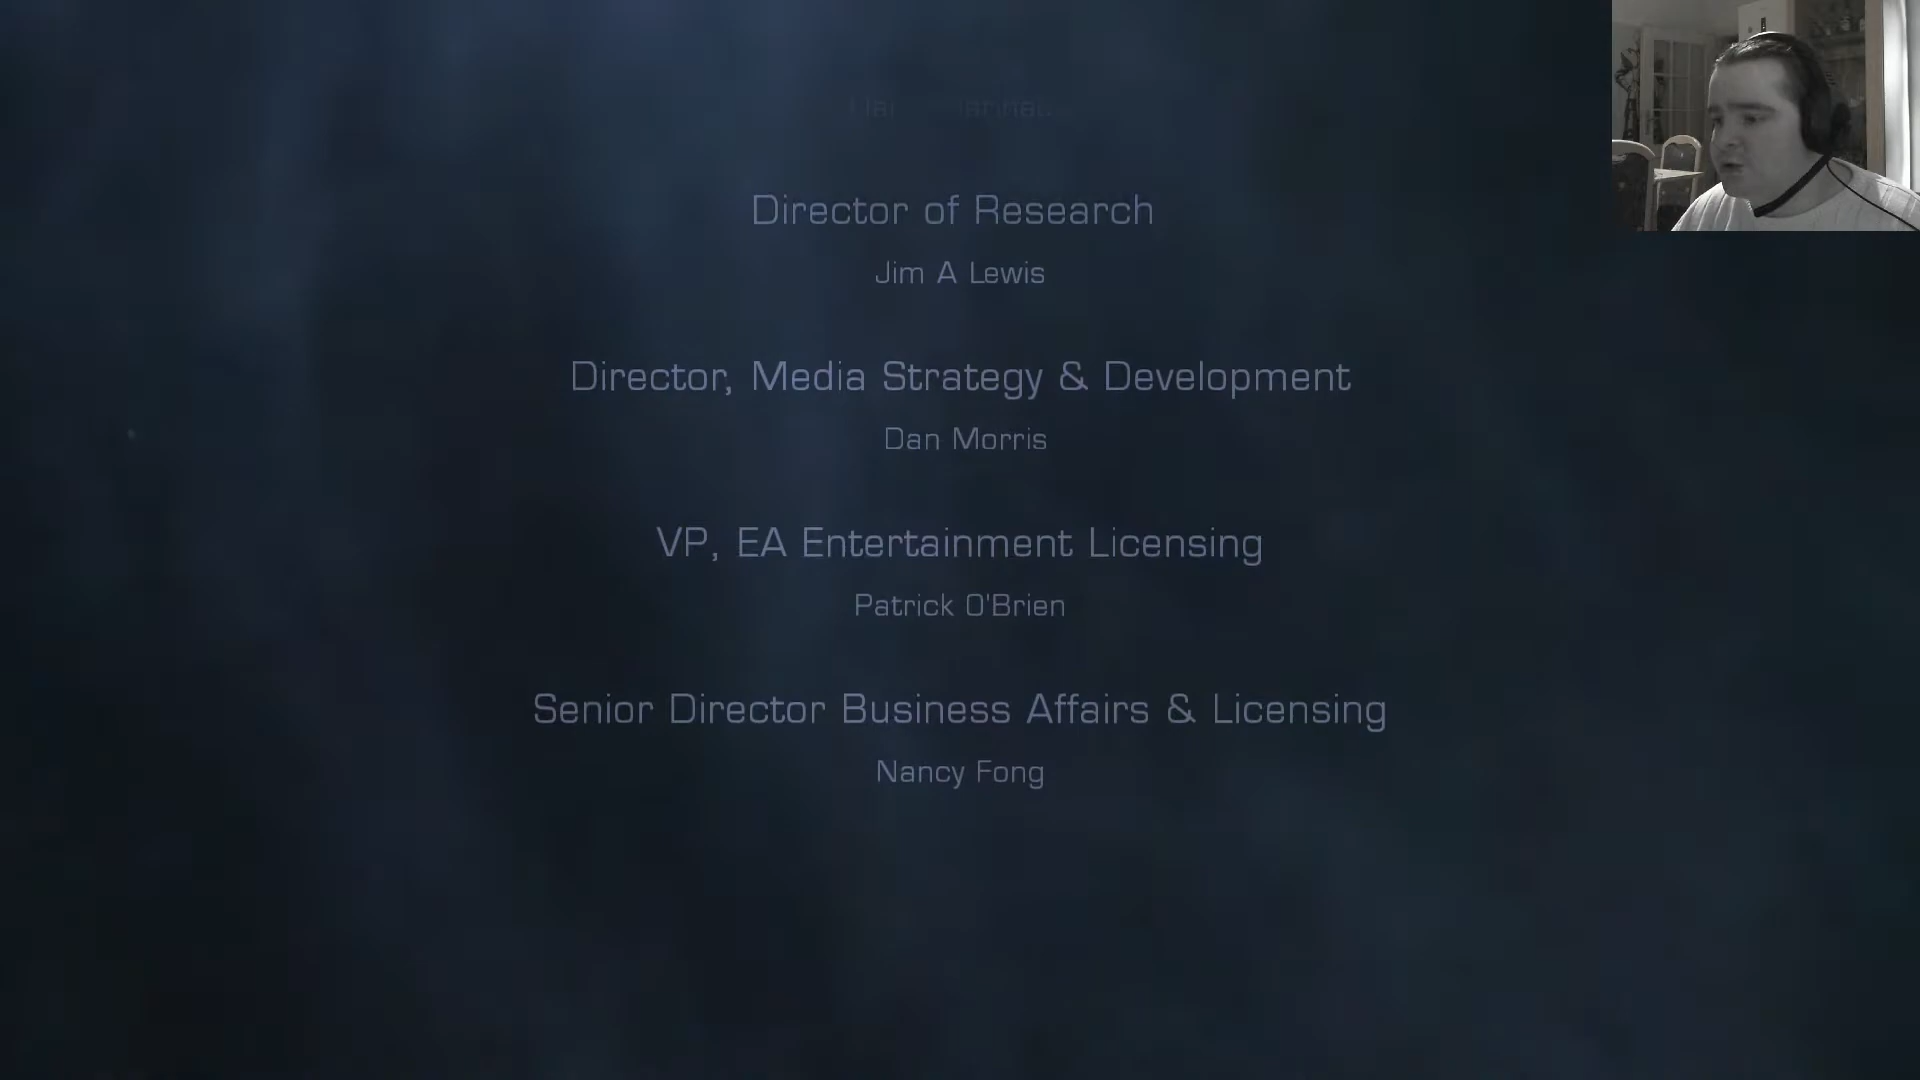 Director of Research
Jim A Lewis
Director, Media Strategy & Development
Dan Morris
VP, EA Entertainment Licensing
Patrick O'Brien
Senior Director Business Affairs & Licensing
Nancy Fong